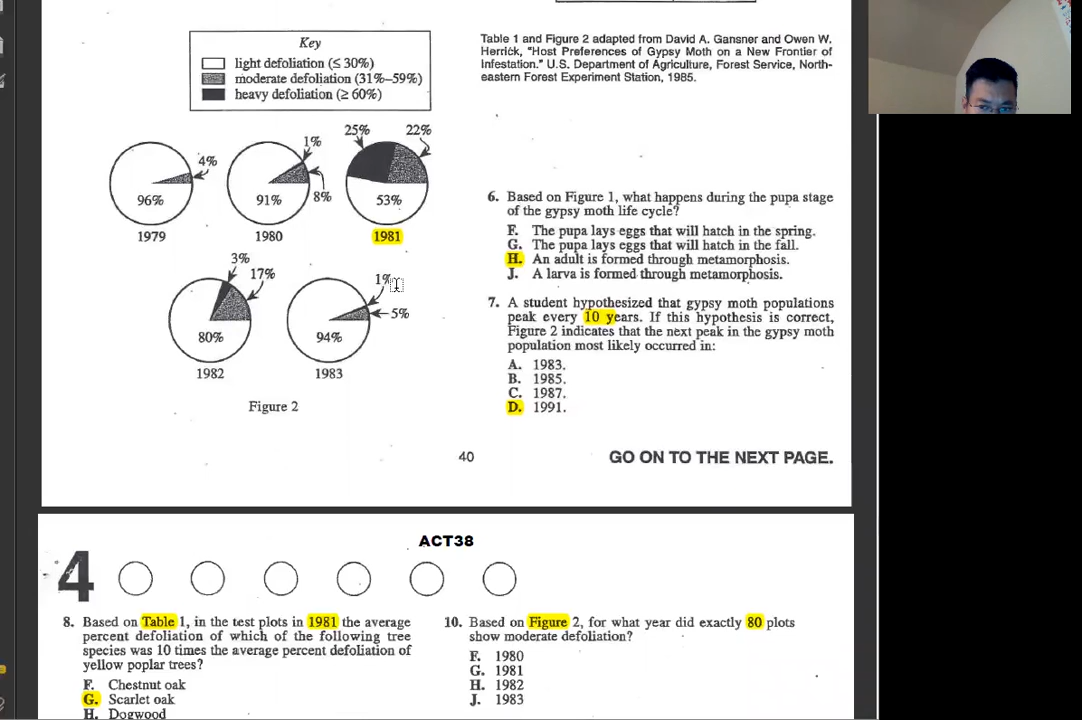 Key
light defoliation (≤ 30%)
moderate defoliation (31%–59%)
heavy defoliation (≥ 60%)
4%
96%
1979
1%
8%
91%
1980
25%
22%
53%
1981
3%
17%
80%
1982
1%
5%
94%
1983
Figure 2
Table 1 and Figure 2 adapted from David A. Gansner and Owen W.
Herrick, "Host Preferences of Gypsy Moth on a New Frontier of
Infestation." U.S. Department of Agriculture, Forest Service, North-
eastern Forest Experiment Station, 1985.
6. Based on Figure 1, what happens during the pupa stage
of the gypsy moth life cycle?
F. The pupa lays eggs that will hatch in the spring.
G. The pupa lays eggs that will hatch in the fall.
H. An adult is formed through metamorphosis.
J. A larva is formed through metamorphosis.
7. A student hypothesized that gypsy moth populations
peak every 10 years. If this hypothesis is correct,
Figure 2 indicates that the next peak in the gypsy moth
population most likely occurred in:
A. 1983.
B. 1985.
C. 1987.
D. 1991.
40
GO ON TO THE NEXT PAGE.
ACT38
4
8. Based on Table 1, in the test plots in 1981 the average
percent defoliation of which of the following tree
species was 10 times the average percent defoliation of
yellow poplar trees?
F. Chestnut oak
G. Scarlet oak
H. Dogwood
10. Based on Figure 2, for what year did exactly 80 plots
show moderate defoliation?
F. 1980
G. 1981
H. 1982
J. 1983